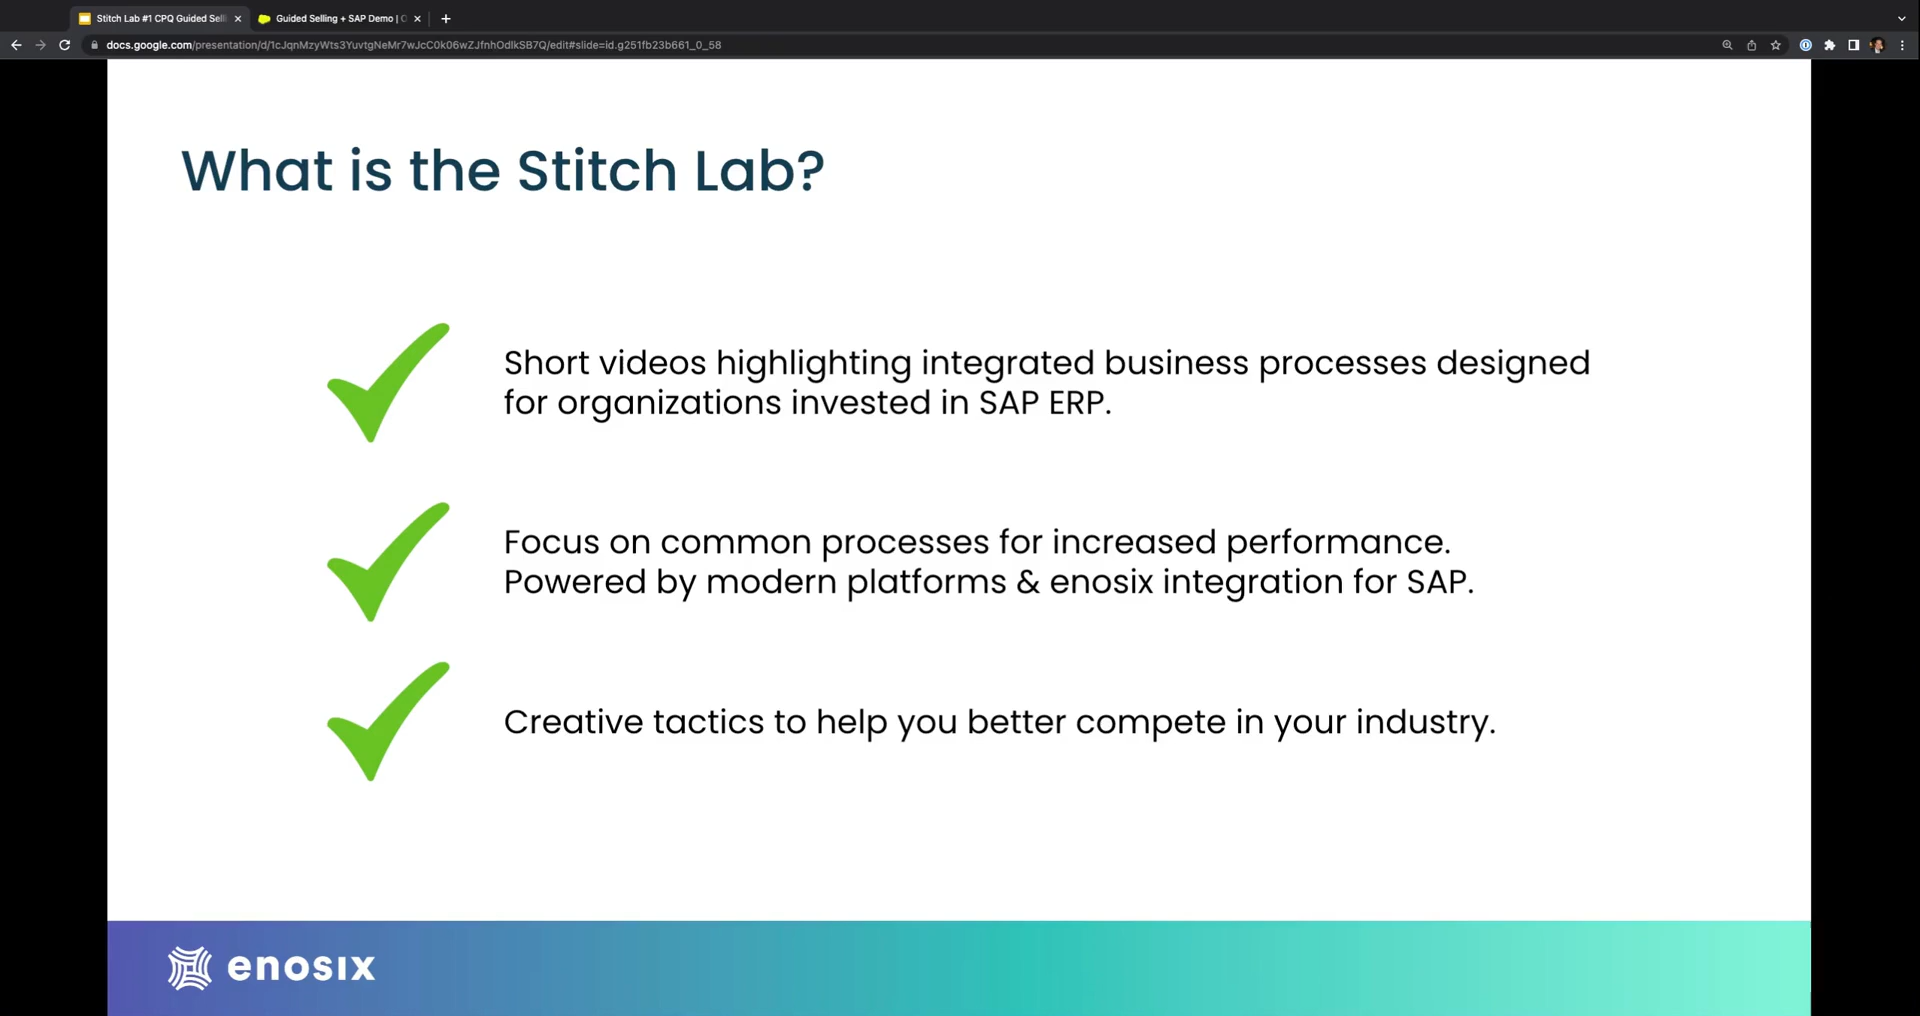 Stitch Lab #1 CPQ Guided Sell
Guided Selling + SAP Demo |
docs.google.com/presentation/d/1cJqnMzyWts3YuvtgNeMr7wJcC0k06wZJfnhOdlkSB7Q/edit#slide=id.g251fb23b661_0_58
What is the Stitch Lab?
Short videos highlighting integrated business processes designed
for organizations invested in SAP ERP.
Focus on common processes for increased performance.
Powered by modern platforms & enosix integration for SAP.
Creative tactics to help you better compete in your industry.
enosix